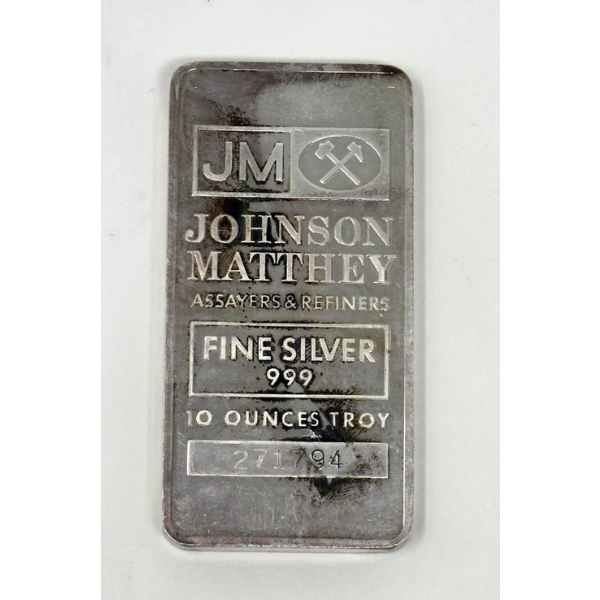 JM
JOHNSON
MATTHEY
ASSAYERS & REFINERS
FINE SILVER
999
10 OUNCES TROY
271794